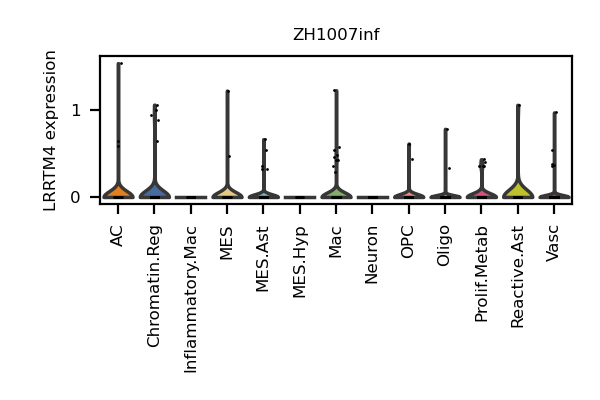 ZH1007inf
LRRTM4 expression
1
0
AC
Chromatin.Reg
Inflammatory.Mac
MES
MES.Ast
MES.Hyp
Mac
Neuron
OPC
Oligo
Prolif.Metab
Reactive.Ast
Vasc